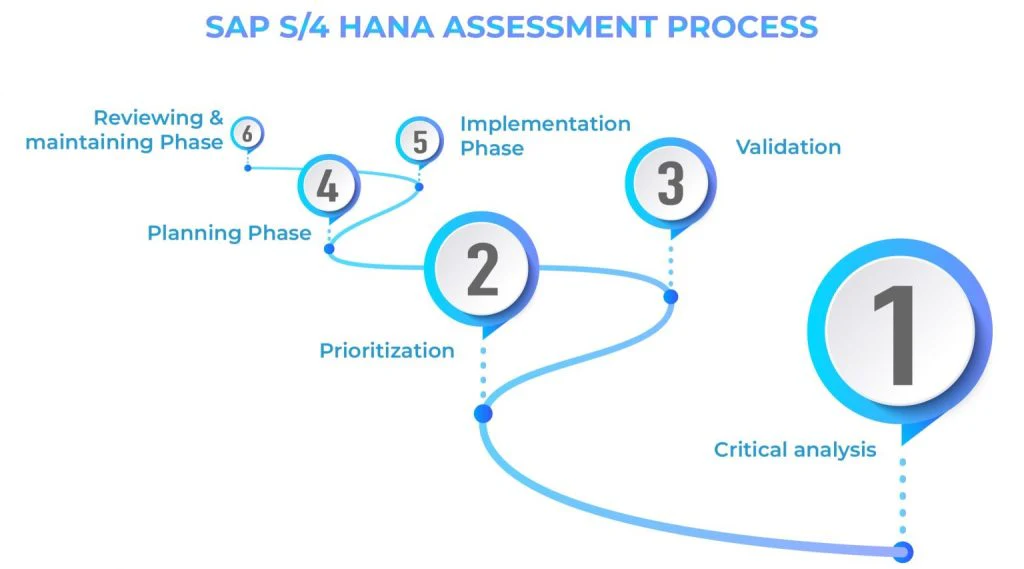 SAP S/4 HANA ASSESSMENT PROCESS
6
Reviewing &
maintaining Phase
5
Implementation
Phase
4
Planning Phase
3
Validation
2
Prioritization
1
Critical analysis